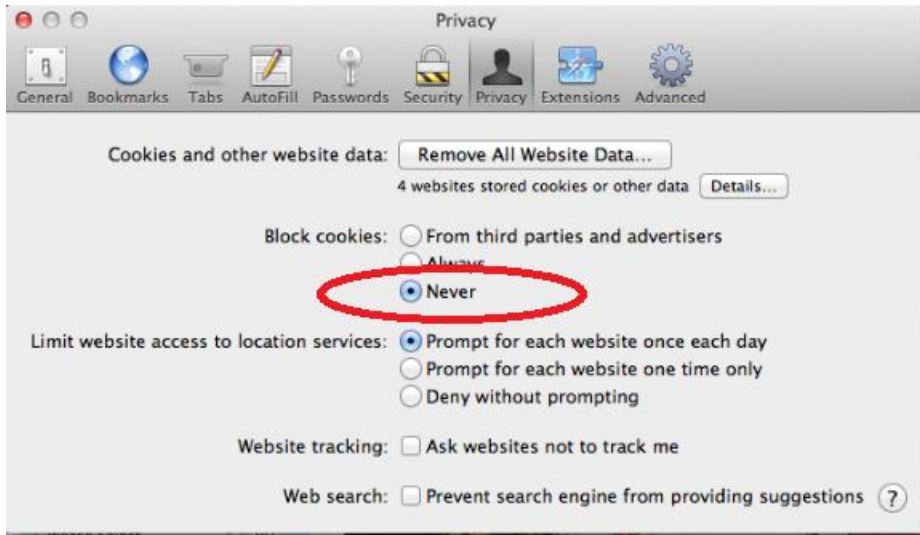 Privacy
General Bookmarks Tabs AutoFill Passwords Security Privacy Extensions Advanced
Cookies and other website data: Remove All Website Data...
4 websites stored cookies or other data Details...
Block cookies: From third parties and advertisers
Always
Never
Limit website access to location services: Prompt for each website once each day
Prompt for each website one time only
Deny without prompting
Website tracking: Ask websites not to track me
Web search: Prevent search engine from providing suggestions ?